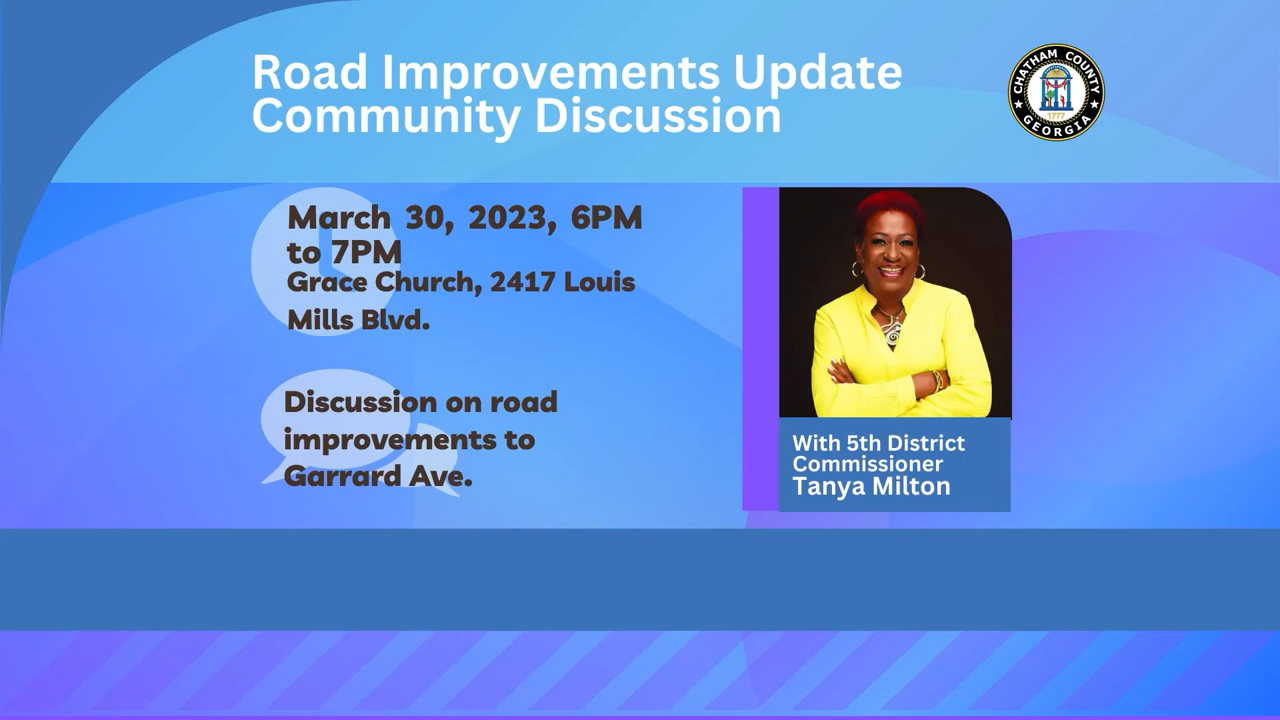 Road Improvements Update
Community Discussion
CHATHAM COUNTY
1777
GEORGIA
March 30, 2023, 6PM
to 7PM
Grace Church, 2417 Louis
Mills Blvd.
Discussion on road
improvements to
Garrard Ave.
With 5th District
Commissioner
Tanya Milton